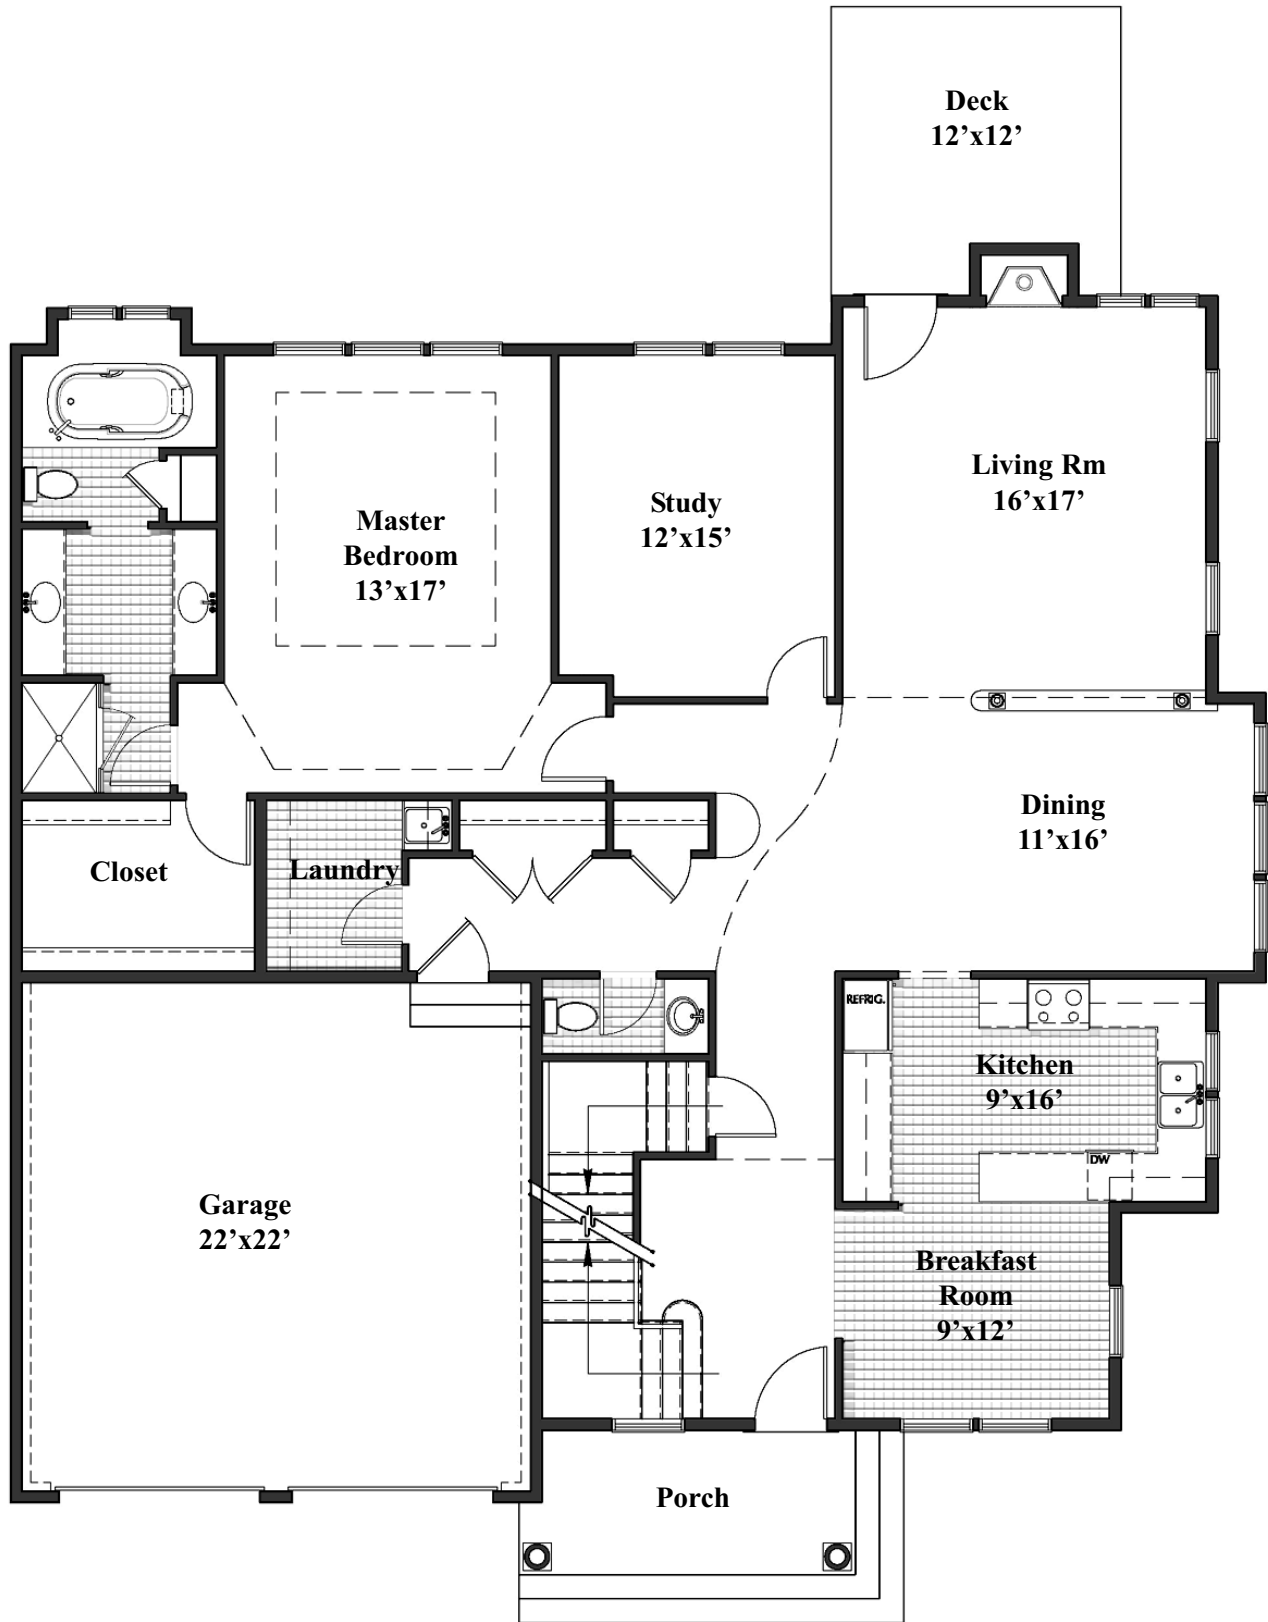 Deck
12’x12’
Living Rm
16’x17’
Study
12’x15’
Master
Bedroom
13’x17’
Dining
11’x16’
Closet
Laundry
REFRIG.
Kitchen
9’x16’
DW
Garage
22’x22’
Breakfast
Room
9’x12’
Porch